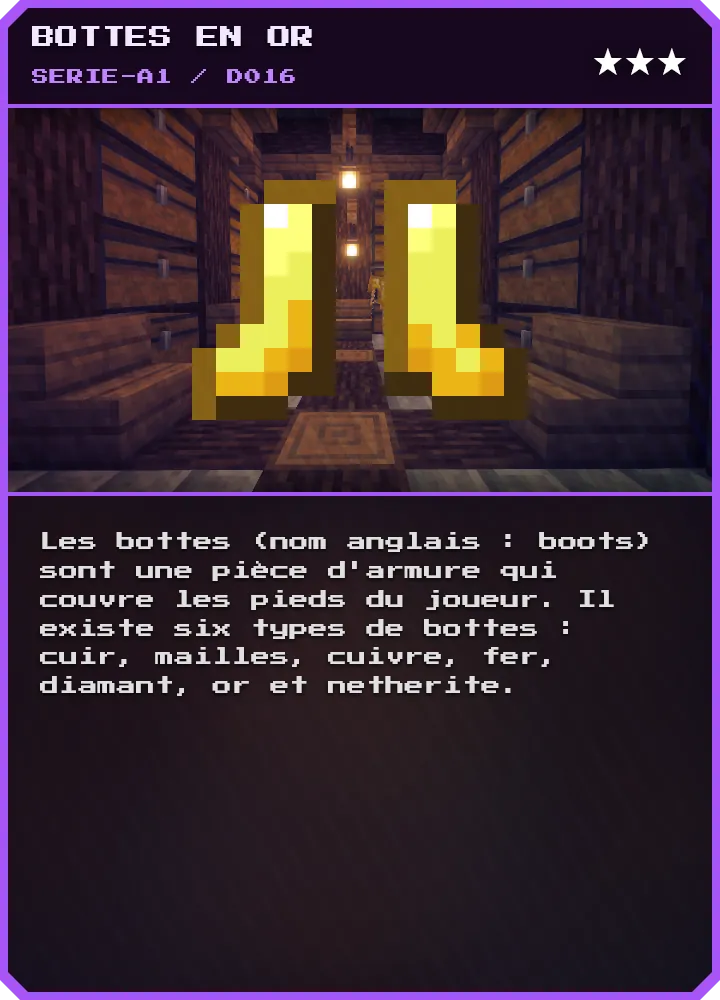 BOTTES EN OR
SERIE-A1 / D016
★★★
Les bottes (nom anglais : boots)
sont une pièce d'armure qui
couvre les pieds du joueur. Il
existe six types de bottes :
cuir, mailles, cuivre, fer,
diamant, or et netherite.